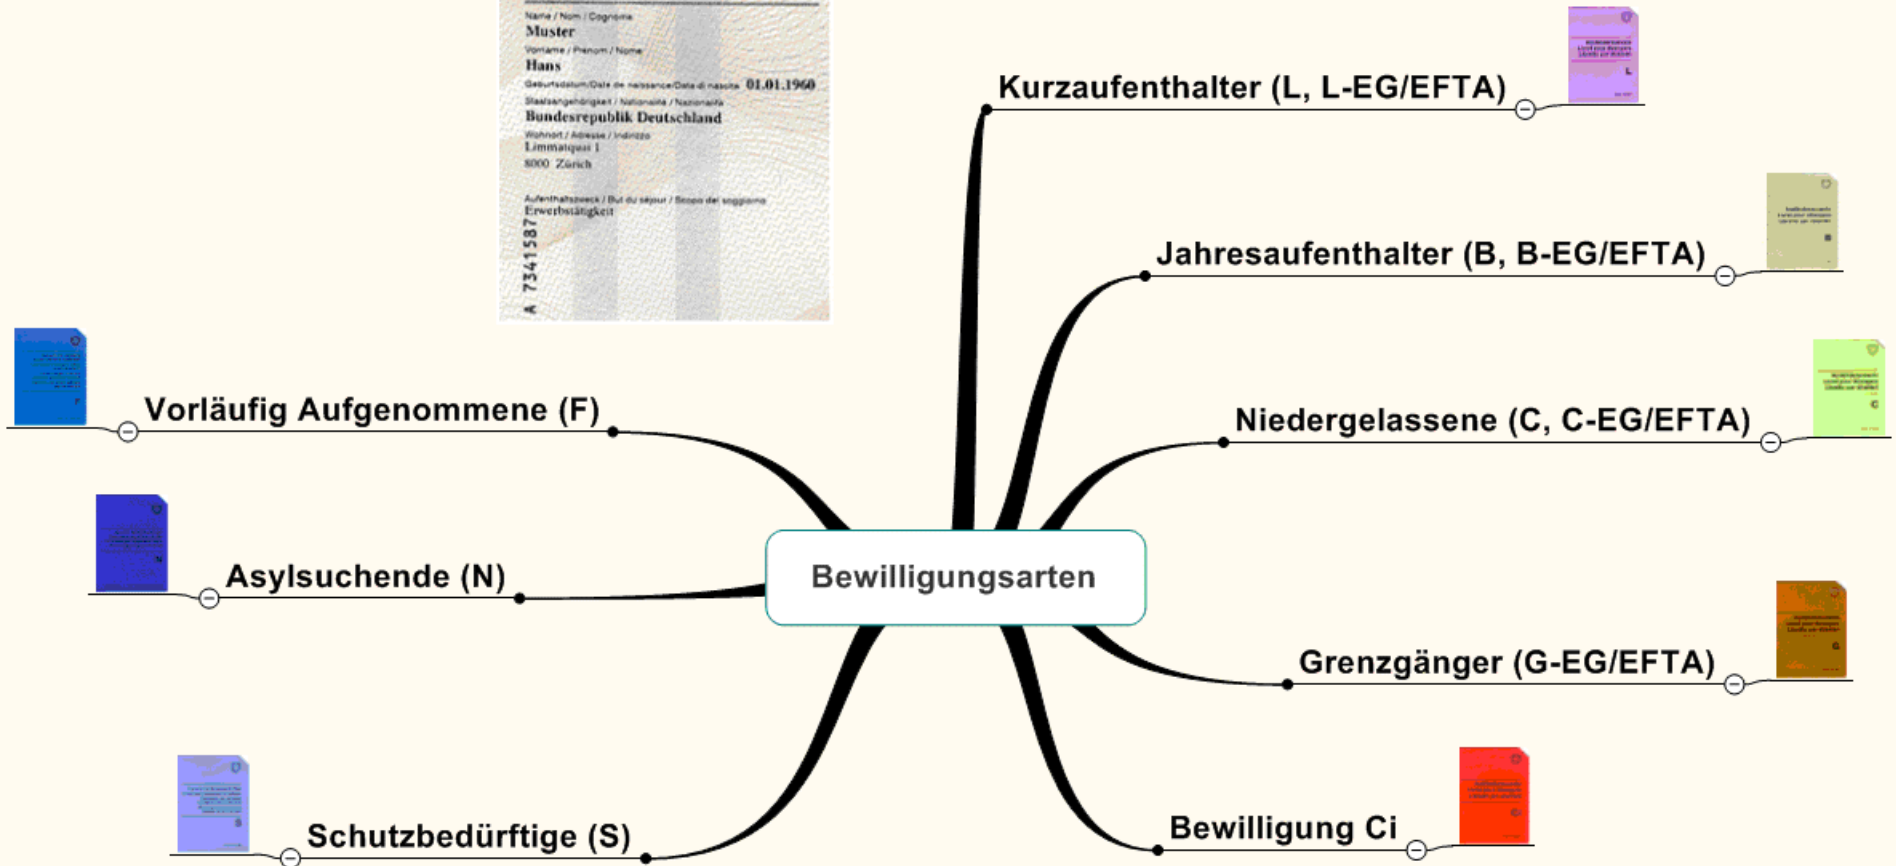 Name / Nom / Cognome
Muster
Vorname / Prénom / Nome
Hans
Geburtsdatum/Date de naissance/Data di nascita 01.01.1960
Staatsangehörigkeit / Nationalité / Nazionalità
Bundesrepublik Deutschland
Wohnort / Adresse / Indirizzo
Limmatquai 1
8000 Zürich
Aufenthaltszweck / But du séjour / Scopo del soggiorno
Erwerbstätigkeit
A 73415877
Kurzaufenthalter (L, L-EG/EFTA)
L
Jahresaufenthalter (B, B-EG/EFTA)
B
Niedergelassene (C, C-EG/EFTA)
C
Vorläufig Aufgenommene (F)
F
Asylsuchende (N)
N
Bewilligungsarten
Grenzgänger (G-EG/EFTA)
G
Schutzbedürftige (S)
S
Bewilligung Ci
Ci